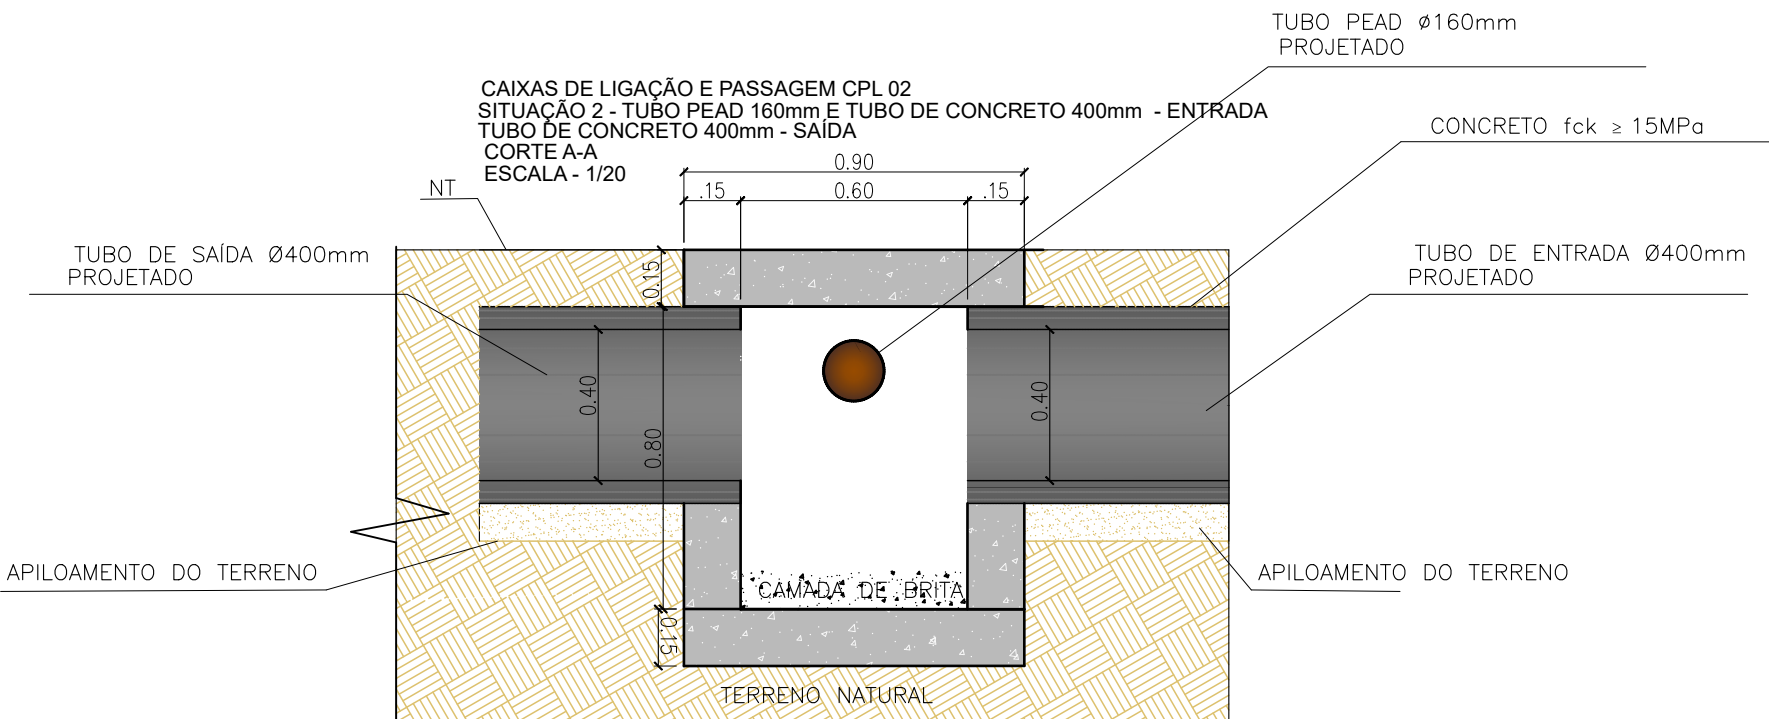 TUBO PEAD ø160mm
PROJETADO
CAIXAS DE LIGAÇÃO E PASSAGEM CPL 02
SITUAÇÃO 2 - TUBO PEAD 160mm E TUBO DE CONCRETO 400mm - ENTRADA
TUBO DE CONCRETO 400mm - SAÍDA
CORTE A-A
ESCALA - 1/20
CONCRETO fck ≥ 15MPa
0.90
.15
0.60
.15
NT
TUBO DE SAÍDA Ø400mm
PROJETADO
TUBO DE ENTRADA Ø400mm
PROJETADO
0.15
0.40
0.80
0.40
APILOAMENTO DO TERRENO
APILOAMENTO DO TERRENO
CAMADA DE BRITA
0.15
TERRENO NATURAL